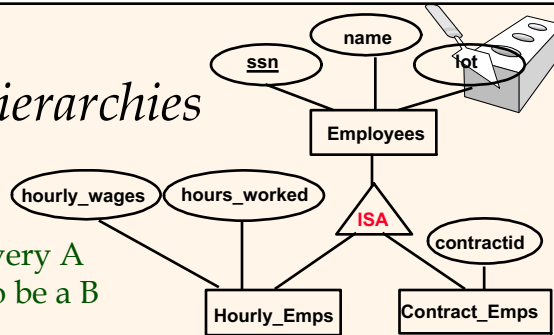 name
ssn
lot
ierarchies
Employees
hourly_wages
hours_worked
ISA
contractid
very A
o be a B
Hourly_Emps
Contract_Emps